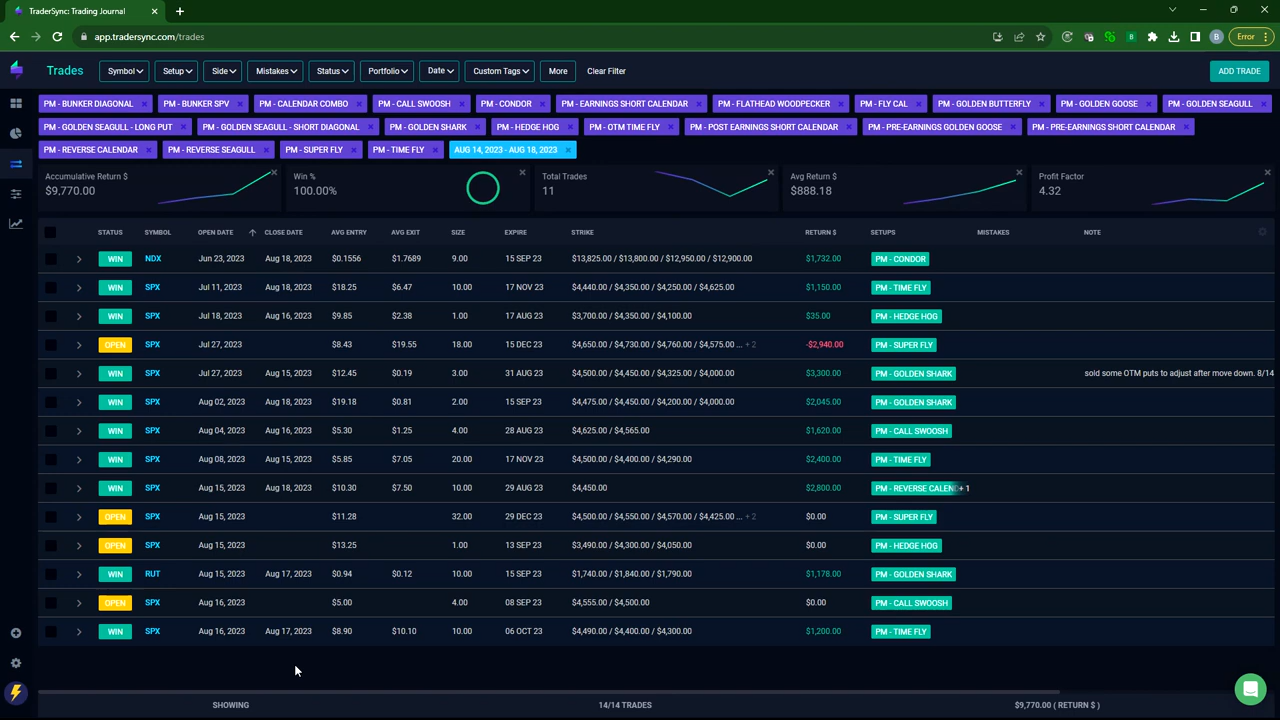 TraderSync: Trading Journal
app.tradersync.com/trades
B
B
Error
Trades
Symbol
Setup
Side
Mistakes
Status
Portfolio
Date
Custom Tags
More
Clear Filter
ADD TRADE
PM - BUNKER DIAGONAL × PM - BUNKER SPV × PM - CALENDAR COMBO × PM - CALL SWOOSH × PM - CONDOR × PM - EARNINGS SHORT CALENDAR × PM - FLATHEAD WOODPECKER × PM - FLY CAL × PM - GOLDEN BUTTERFLY × PM - GOLDEN GOOSE × PM - GOLDEN SEAGULL ×
PM - GOLDEN SEAGULL - LONG PUT × PM - GOLDEN SEAGULL - SHORT DIAGONAL × PM - GOLDEN SHARK × PM - HEDGE HOG × PM - OTM TIME FLY × PM - POST EARNINGS SHORT CALENDAR × PM - PRE-EARNINGS GOLDEN GOOSE × PM - PRE-EARNINGS SHORT CALENDAR ×
PM - REVERSE CALENDAR × PM - REVERSE SEAGULL × PM - SUPER FLY × PM - TIME FLY × AUG 14, 2023 - AUG 18, 2023 ×
Accumulative Return $
$9,770.00
Win %
100.00%
Total Trades
11
Avg Return $
$888.18
Profit Factor
4.32
STATUS SYMBOL OPEN DATE CLOSE DATE AVG ENTRY AVG EXIT SIZE EXPIRE STRIKE RETURN $ SETUPS MISTAKES NOTE
WIN NDX Jun 23, 2023 Aug 18, 2023 $0.1556 $1.7689 9.00 15 SEP 23 $13,825.00 / $13,800.00 / $12,950.00 / $12,900.00 $1,732.00 PM - CONDOR
WIN SPX Jul 11, 2023 Aug 18, 2023 $18.25 $6.47 10.00 17 NOV 23 $4,440.00 / $4,350.00 / $4,250.00 / $4,625.00 $1,150.00 PM - TIME FLY
WIN SPX Jul 18, 2023 Aug 16, 2023 $9.85 $2.38 1.00 17 AUG 23 $3,700.00 / $4,350.00 / $4,100.00 $35.00 PM - HEDGE HOG
OPEN SPX Jul 27, 2023 $8.43 $19.55 18.00 15 DEC 23 $4,650.00 / $4,730.00 / $4,760.00 / $4,575.00 ... + 2 -$2,940.00 PM - SUPER FLY
WIN SPX Jul 27, 2023 Aug 15, 2023 $12.45 $0.19 3.00 31 AUG 23 $4,500.00 / $4,450.00 / $4,325.00 / $4,000.00 $3,300.00 PM - GOLDEN SHARK sold some OTM puts to adjust after move down. 8/14
WIN SPX Aug 02, 2023 Aug 18, 2023 $19.18 $0.81 2.00 15 SEP 23 $4,475.00 / $4,450.00 / $4,200.00 / $4,000.00 $2,045.00 PM - GOLDEN SHARK
WIN SPX Aug 04, 2023 Aug 16, 2023 $5.30 $1.25 4.00 28 AUG 23 $4,625.00 / $4,565.00 $1,620.00 PM - CALL SWOOSH
WIN SPX Aug 08, 2023 Aug 15, 2023 $5.85 $7.05 20.00 17 NOV 23 $4,500.00 / $4,400.00 / $4,290.00 $2,400.00 PM - TIME FLY
WIN SPX Aug 15, 2023 Aug 18, 2023 $10.30 $7.50 10.00 29 AUG 23 $4,450.00 $2,800.00 PM - REVERSE CALEN + 1
OPEN SPX Aug 15, 2023 $11.28 32.00 29 DEC 23 $4,500.00 / $4,550.00 / $4,570.00 / $4,425.00 ... + 2 $0.00 PM - SUPER FLY
OPEN SPX Aug 15, 2023 $13.25 1.00 13 SEP 23 $3,490.00 / $4,300.00 / $4,050.00 $0.00 PM - HEDGE HOG
WIN RUT Aug 15, 2023 Aug 17, 2023 $0.94 $0.12 10.00 15 SEP 23 $1,740.00 / $1,840.00 / $1,790.00 $1,178.00 PM - GOLDEN SHARK
OPEN SPX Aug 16, 2023 $5.00 4.00 08 SEP 23 $4,555.00 / $4,500.00 $0.00 PM - CALL SWOOSH
WIN SPX Aug 16, 2023 Aug 17, 2023 $8.90 $10.10 10.00 06 OCT 23 $4,490.00 / $4,400.00 / $4,300.00 $1,200.00 PM - TIME FLY
SHOWING 14/14 TRADES $9,770.00 ( RETURN $ )